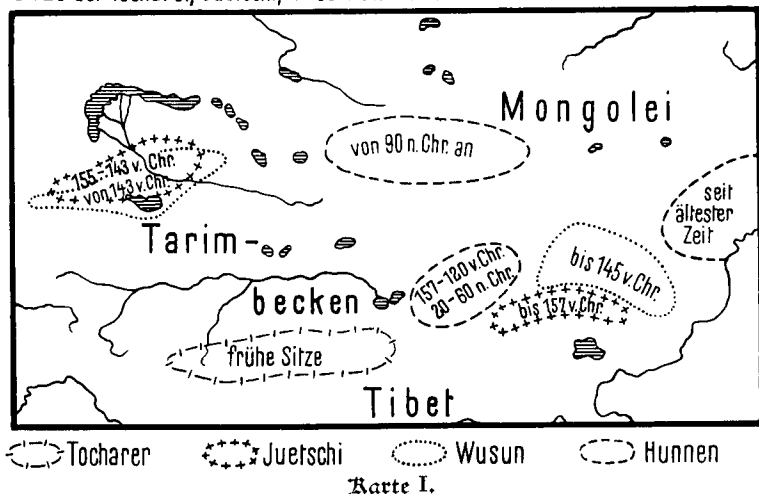 Mongolei
von 90 n. Chr. an
155-143 v. Chr.
von 143 v. Chr.
seit
ältester
Zeit
Tarim-
becken
157-120 v. Chr.
20-60 n. Chr.
bis 145 v. Chr.
bis 157 v. Chr.
frühe Sitze
Tibet
Tocharer Juetschi Wusun Hunnen
Karte I.